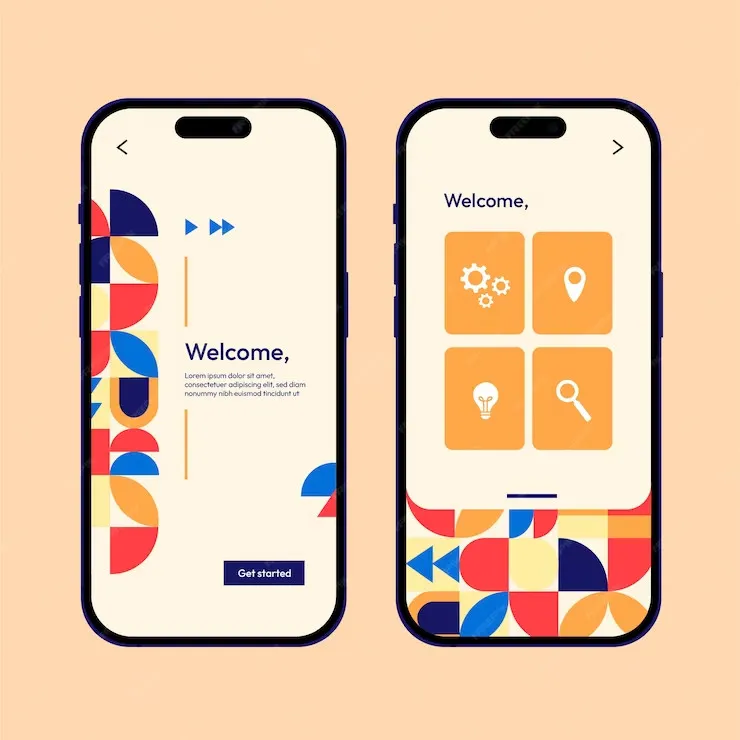 Welcome,
Lorem ipsum dolor sit amet,
consectetuer adipiscing elit, sed diam
nonummy nibh euismod tincidunt ut
Get started
Welcome,